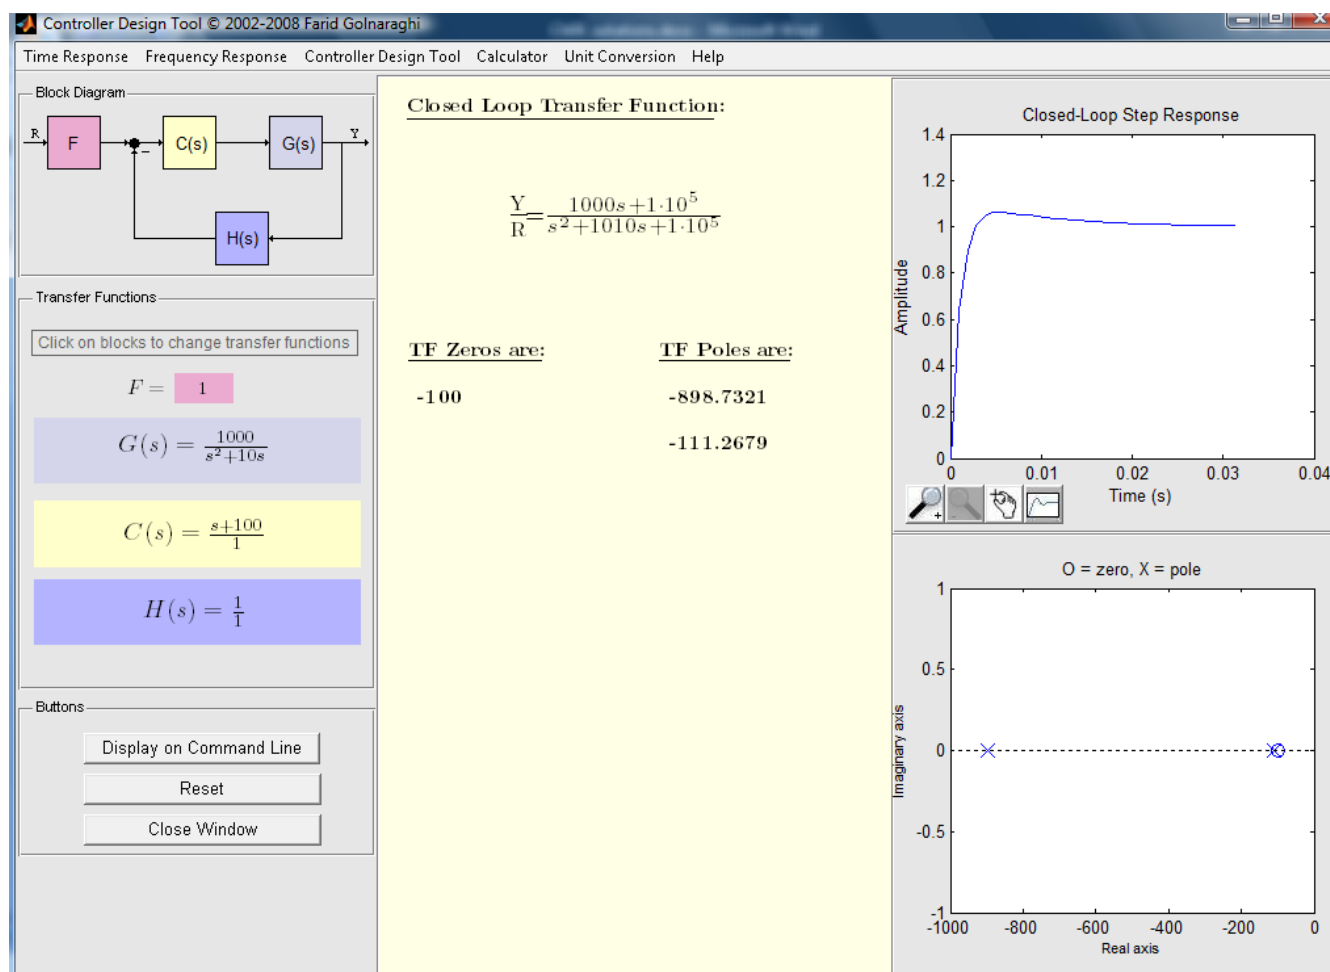 Controller Design Tool © 2002-2008 Farid Golnaraghi
Time Response Frequency Response Controller Design Tool Calculator Unit Conversion Help
Block Diagram
R
F
C(s)
G(s)
Y
−
H(s)
Transfer Functions
Click on blocks to change transfer functions
F = 1
G(s) = 1000 / s²+10s
C(s) = s+100 / 1
H(s) = 1 / 1
Buttons
Display on Command Line
Reset
Close Window
Closed Loop Transfer Function:
Y/R = 1000s+1·10⁵ / s²+1010s+1·10⁵
TF Zeros are: TF Poles are:
-100 -898.7321
-111.2679
Closed-Loop Step Response
1.4
1.2
1
0.8
0.6
0.4
0.2
0
Amplitude
0 0.01 0.02 0.03 0.04
Time (s)
O = zero, X = pole
1
0.5
0
-0.5
-1
Imaginary axis
-1000 -800 -600 -400 -200 0
Real axis